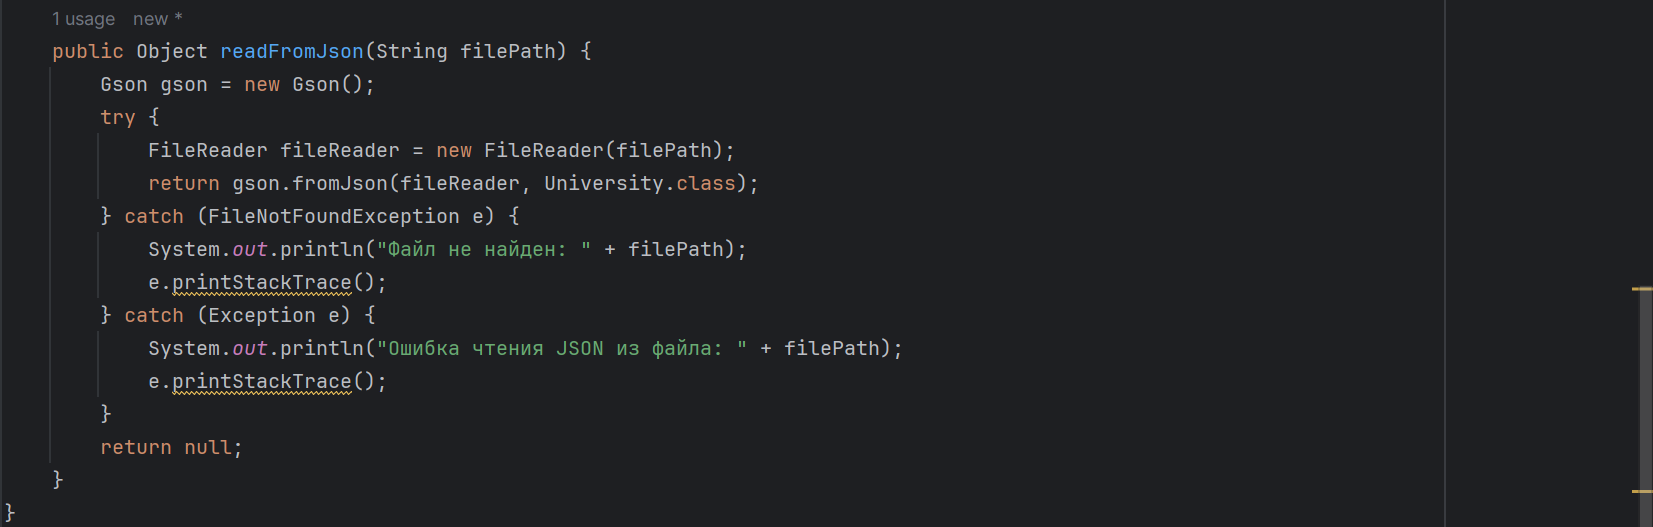 1 usage new *
public Object readFromJson(String filePath) {
Gson gson = new Gson();
try {
FileReader fileReader = new FileReader(filePath);
return gson.fromJson(fileReader, University.class);
} catch (FileNotFoundException e) {
System.out.println("Файл не найден: " + filePath);
e.printStackTrace();
} catch (Exception e) {
System.out.println("Ошибка чтения JSON из файла: " + filePath);
e.printStackTrace();
}
return null;
}
}